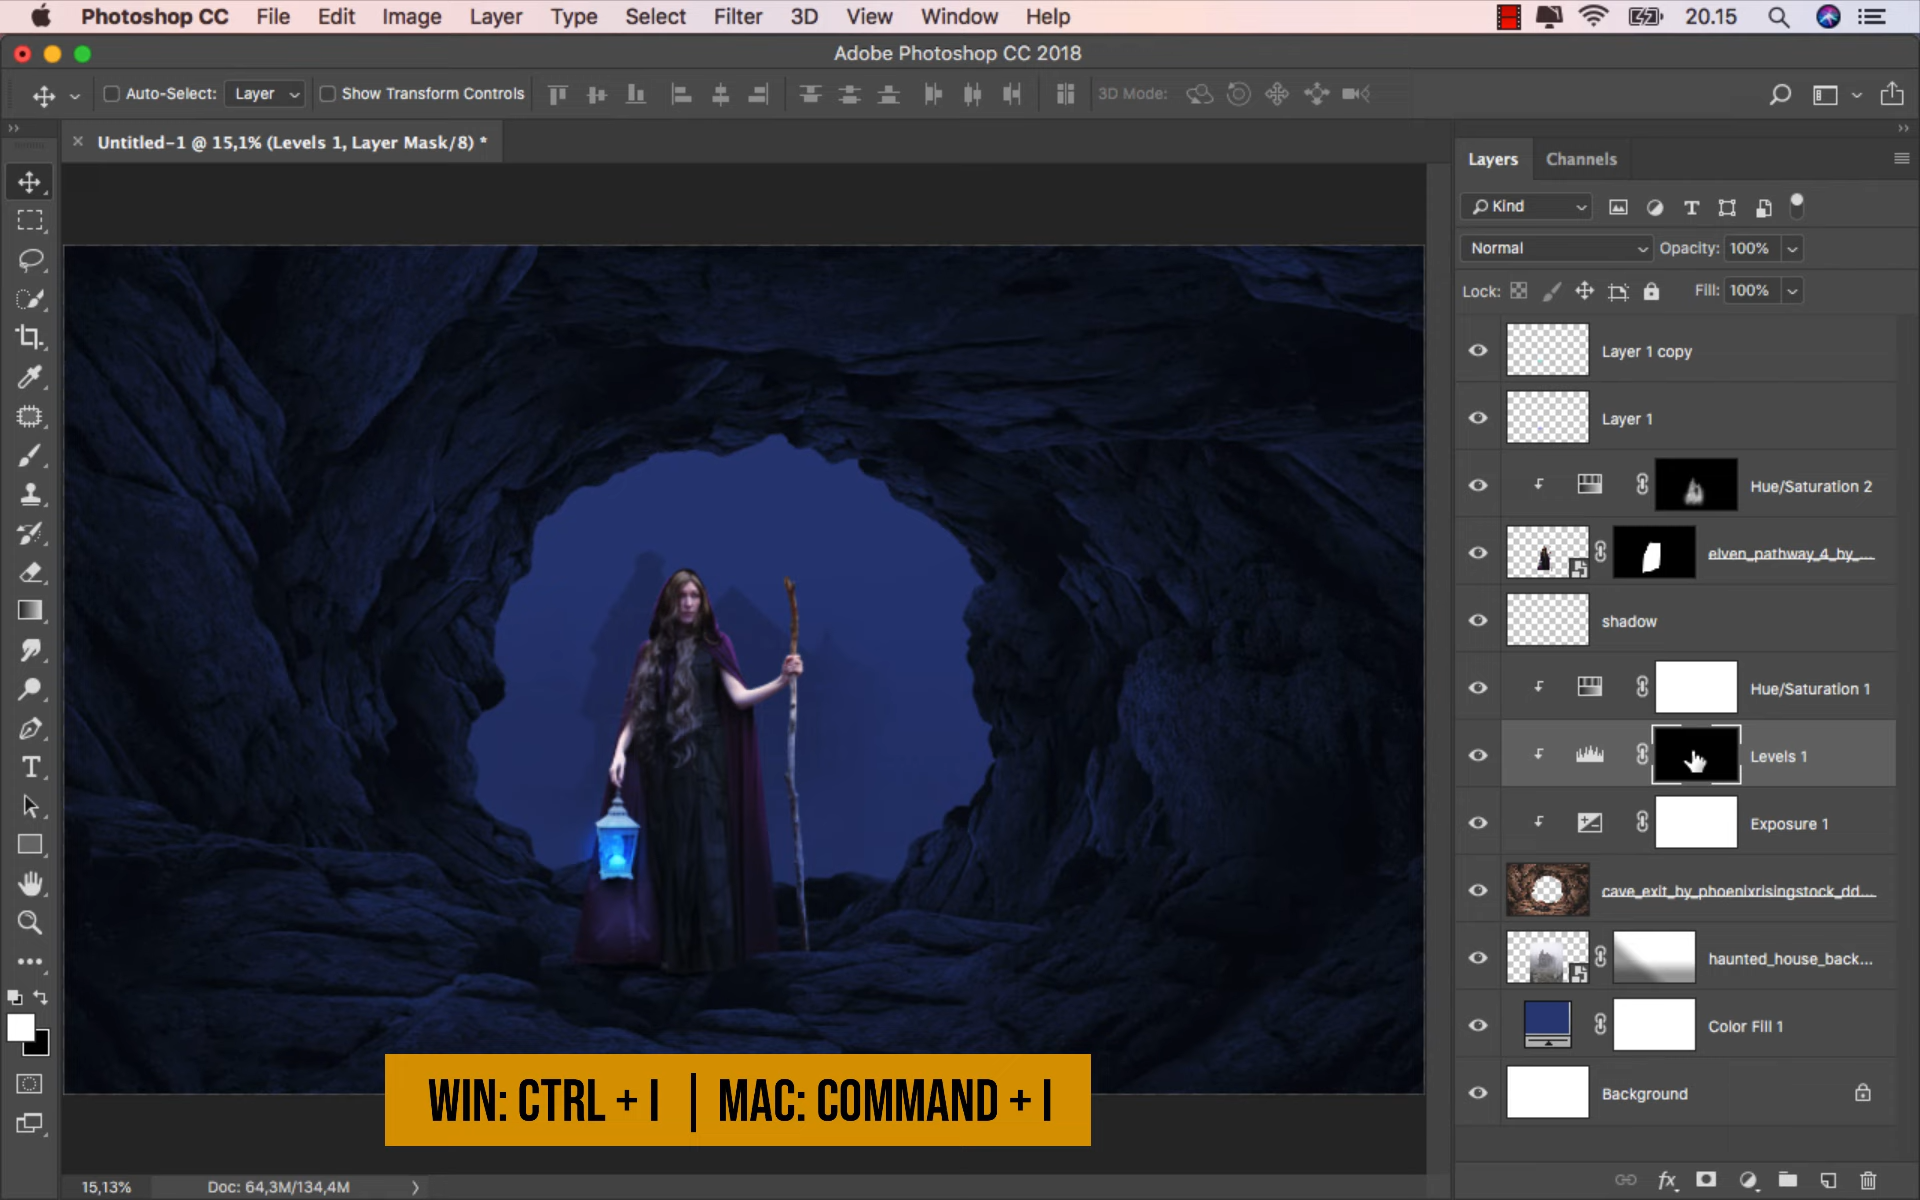 Photoshop CC File Edit Image Layer Type Select Filter 3D View Window Help 20.15
Adobe Photoshop CC 2018
Auto-Select: Layer Show Transform Controls 3D Mode:
Untitled-1 @ 15,1% (Levels 1, Layer Mask/8) *
Layers Channels
Kind
Normal Opacity: 100%
Lock: Fill: 100%
Layer 1 copy
Layer 1
Hue/Saturation 2
elven_pathway_4_by_...
shadow
Hue/Saturation 1
Levels 1
Exposure 1
cave_exit_by_phoenixrisingstock_dd...
haunted_house_back...
Color Fill 1
Background
WIN: CTRL + I | MAC: COMMAND + I
15,13% Doc: 64,3M/134,4M
fx